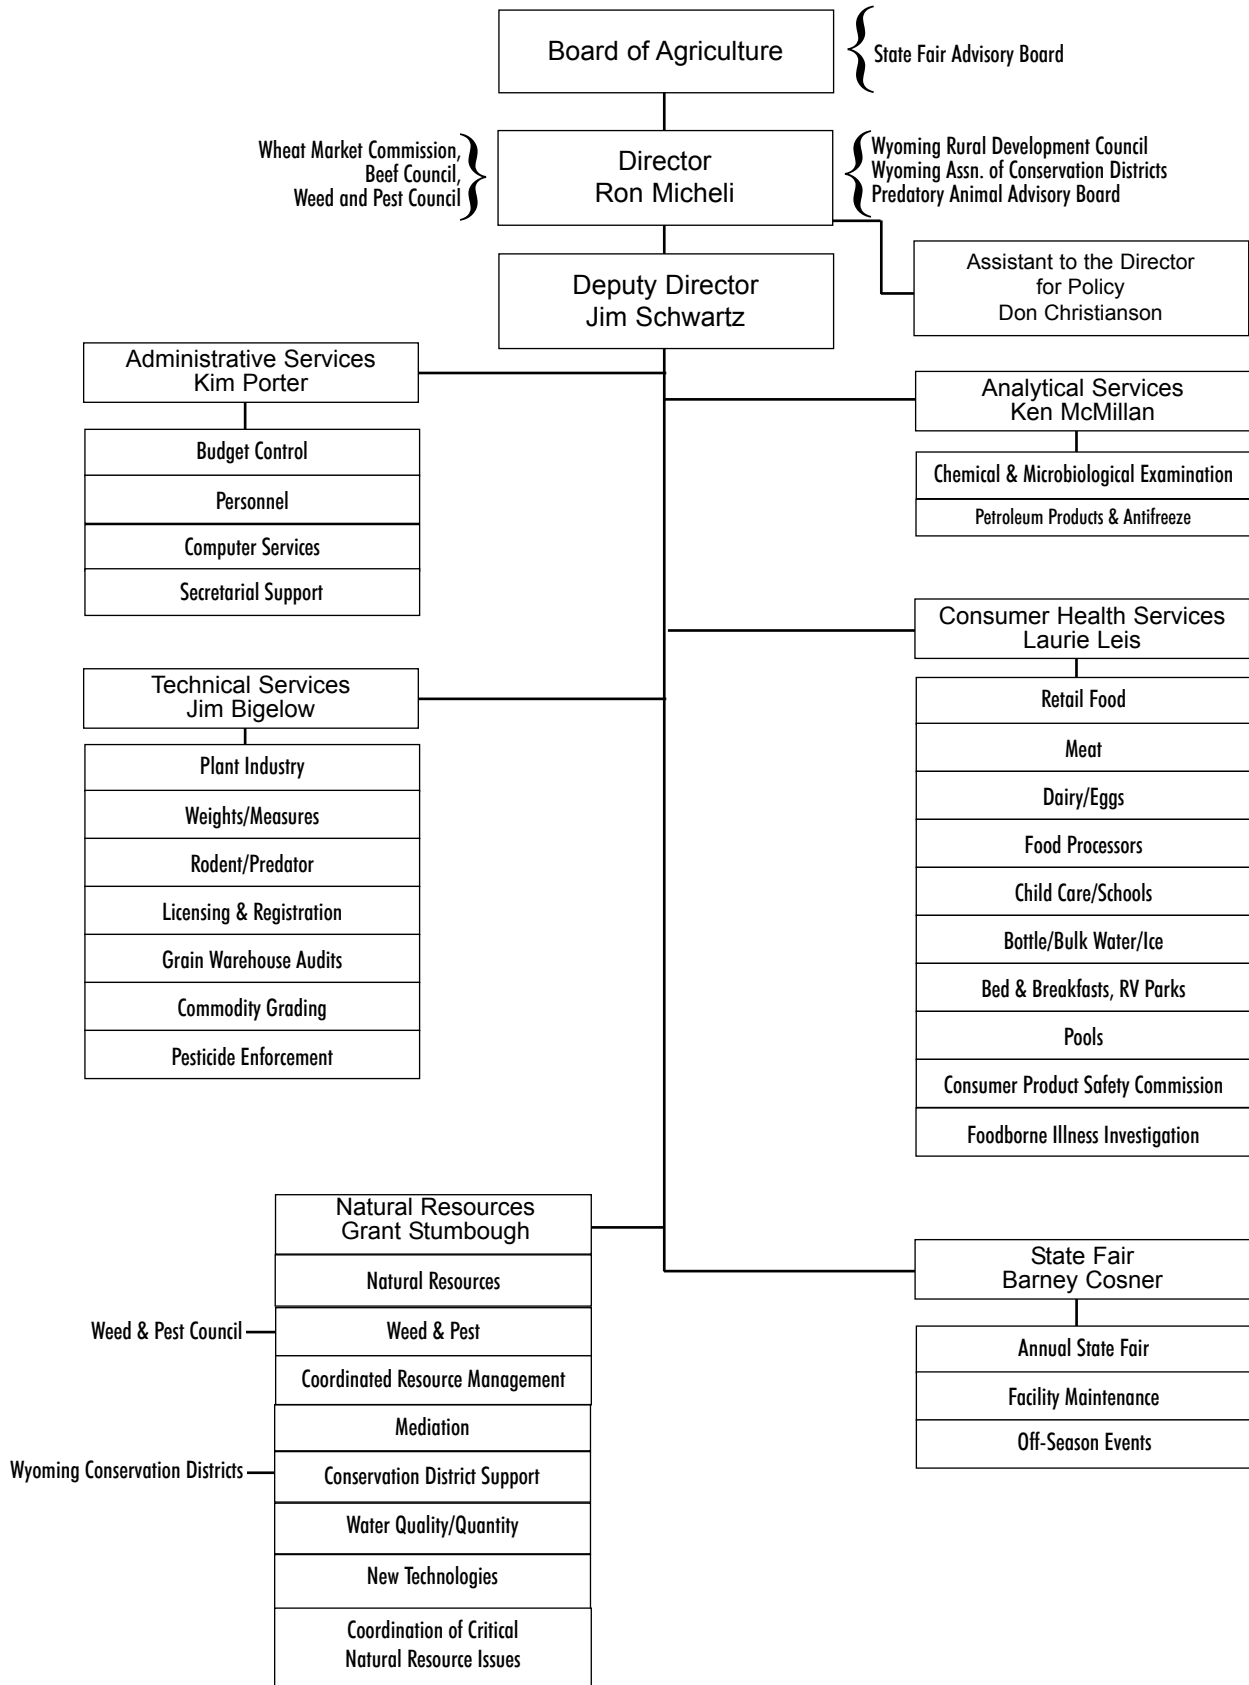 Board of Agriculture
State Fair Advisory Board
Wheat Market Commission,
Beef Council,
Weed and Pest Council
Director
Ron Micheli
Wyoming Rural Development Council
Wyoming Assn. of Conservation Districts
Predatory Animal Advisory Board
Deputy Director
Jim Schwartz
Assistant to the Director
for Policy
Don Christianson
Administrative Services
Kim Porter
Budget Control
Personnel
Computer Services
Secretarial Support
Analytical Services
Ken McMillan
Chemical & Microbiological Examination
Petroleum Products & Antifreeze
Technical Services
Jim Bigelow
Plant Industry
Weights/Measures
Rodent/Predator
Licensing & Registration
Grain Warehouse Audits
Commodity Grading
Pesticide Enforcement
Consumer Health Services
Laurie Leis
Retail Food
Meat
Dairy/Eggs
Food Processors
Child Care/Schools
Bottle/Bulk Water/Ice
Bed & Breakfasts, RV Parks
Pools
Consumer Product Safety Commission
Foodborne Illness Investigation
Natural Resources
Grant Stumbough
Natural Resources
Weed & Pest Council
Weed & Pest
Coordinated Resource Management
Mediation
Wyoming Conservation Districts
Conservation District Support
Water Quality/Quantity
New Technologies
Coordination of Critical
Natural Resource Issues
State Fair
Barney Cosner
Annual State Fair
Facility Maintenance
Off-Season Events